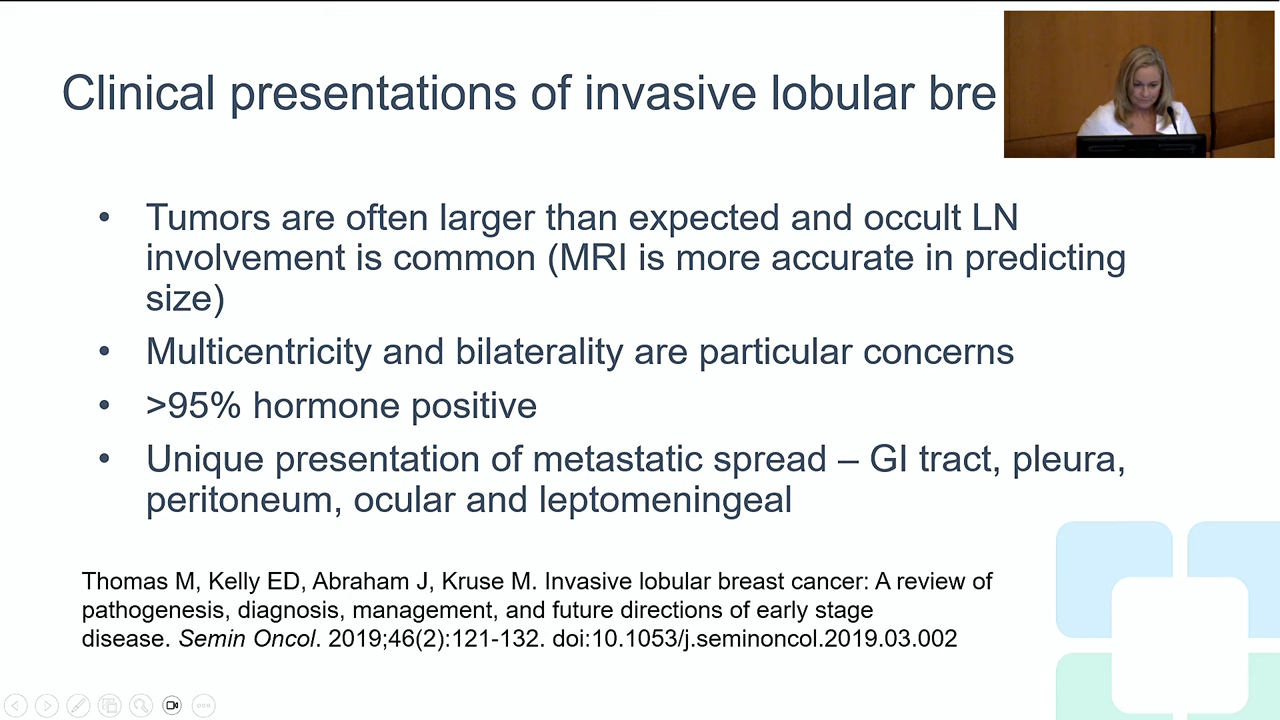 Clinical presentations of invasive lobular bre
• Tumors are often larger than expected and occult LN
involvement is common (MRI is more accurate in predicting
size)
• Multicentricity and bilaterality are particular concerns
• >95% hormone positive
• Unique presentation of metastatic spread – GI tract, pleura,
peritoneum, ocular and leptomeningeal
Thomas M, Kelly ED, Abraham J, Kruse M. Invasive lobular breast cancer: A review of
pathogenesis, diagnosis, management, and future directions of early stage
disease. Semin Oncol. 2019;46(2):121-132. doi:10.1053/j.seminoncol.2019.03.002